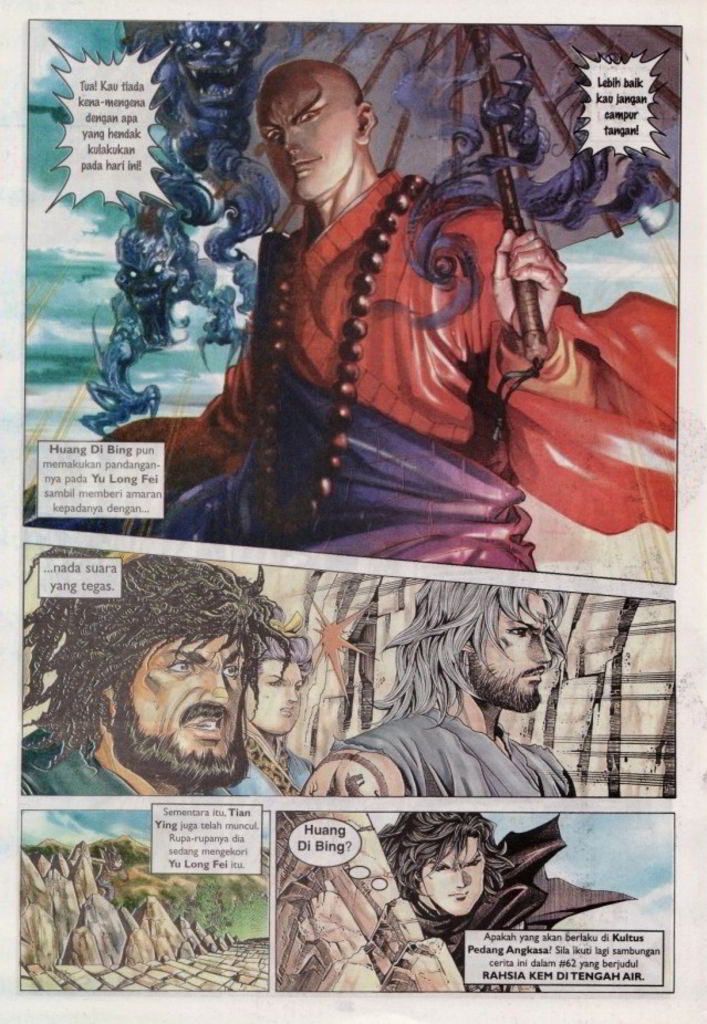 Tua! Kau tiada
kena-mengena
dengan apa
yang hendak
kulakukan
pada hari ini!
Lebih baik
kau jangan
campur
tangan!
Huang Di Bing pun
memakukan pandangan-
nya pada Yu Long Fei
sambil memberi amaran
kepadanya dengan...
...nada suara
yang tegas.
Sementara itu, Tian
Ying juga telah muncul.
Rupa-rupanya dia
sedang mengekori
Yu Long Fei itu.
Huang
Di Bing?
Apakah yang akan berlaku di Kultus
Pedang Angkasa? Sila ikuti lagi sambungan
cerita ini dalam #62 yang berjudul
RAHSIA KEM DI TENGAH AIR.